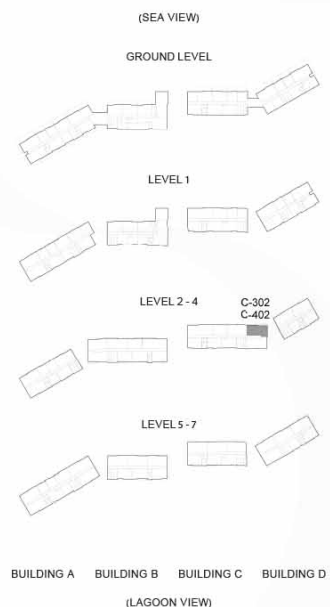 (SEA VIEW)
GROUND LEVEL
LEVEL 1
LEVEL 2 - 4
C-302
C-402
LEVEL 5 - 7
BUILDING A BUILDING B BUILDING C BUILDING D
(LAGOON VIEW)